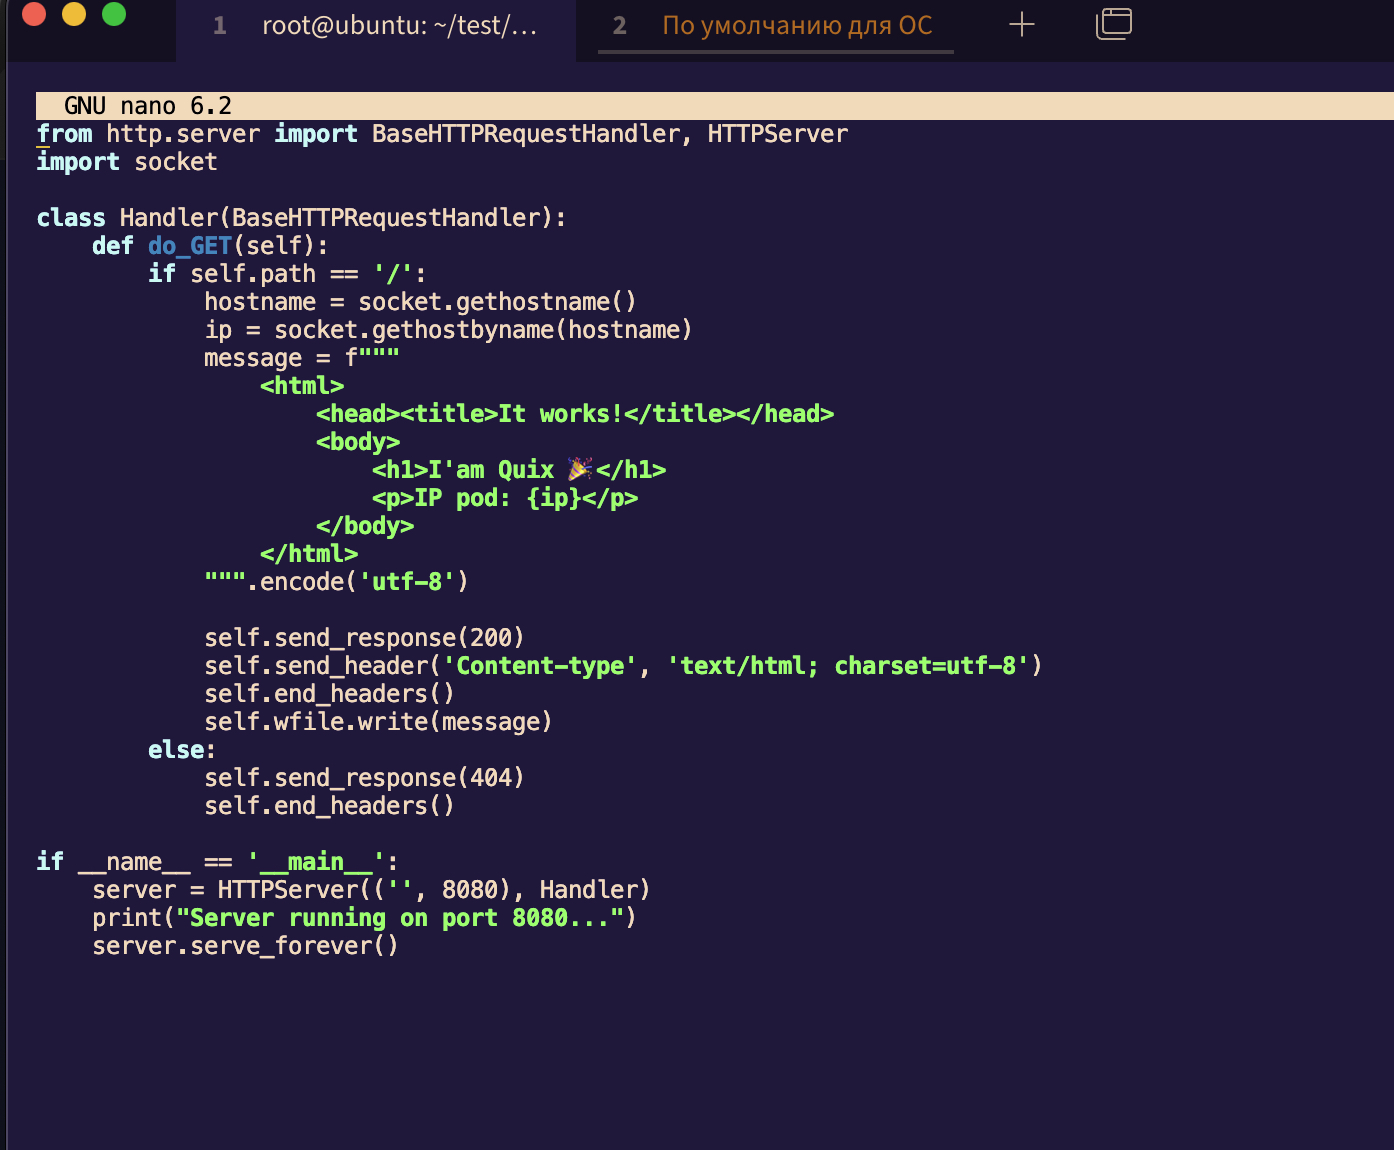 1 root@ubuntu: ~/test/... 2 По умолчанию для ОС
GNU nano 6.2
from http.server import BaseHTTPRequestHandler, HTTPServer
import socket

class Handler(BaseHTTPRequestHandler):
    def do_GET(self):
        if self.path == '/':
            hostname = socket.gethostname()
            ip = socket.gethostbyname(hostname)
            message = f"""
                <html>
                    <head><title>It works!</title></head>
                    <body>
                        <h1>I'am Quix 🎉</h1>
                        <p>IP pod: {ip}</p>
                    </body>
                </html>
            """.encode('utf-8')

            self.send_response(200)
            self.send_header('Content-type', 'text/html; charset=utf-8')
            self.end_headers()
            self.wfile.write(message)
        else:
            self.send_response(404)
            self.end_headers()

if __name__ == '__main__':
    server = HTTPServer(('', 8080), Handler)
    print("Server running on port 8080...")
    server.serve_forever()